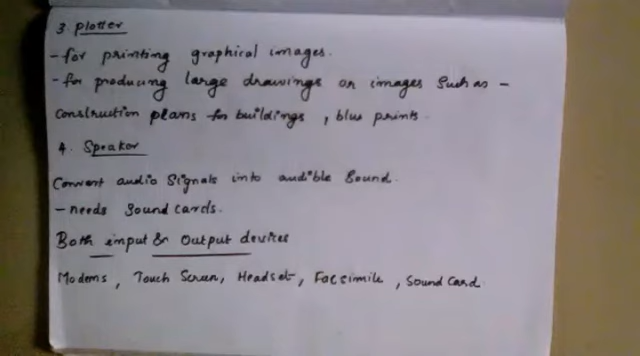 3. Plotter
- for printing graphical images.
- for producing large drawings or images such as -
Construction plans for buildings, blue prints.
4. Speaker
Convert audio signals into audible sound.
- needs sound cards.
Both input & Output devices
Modems, Touch Screen, Headset, Facsimile, Sound Card.